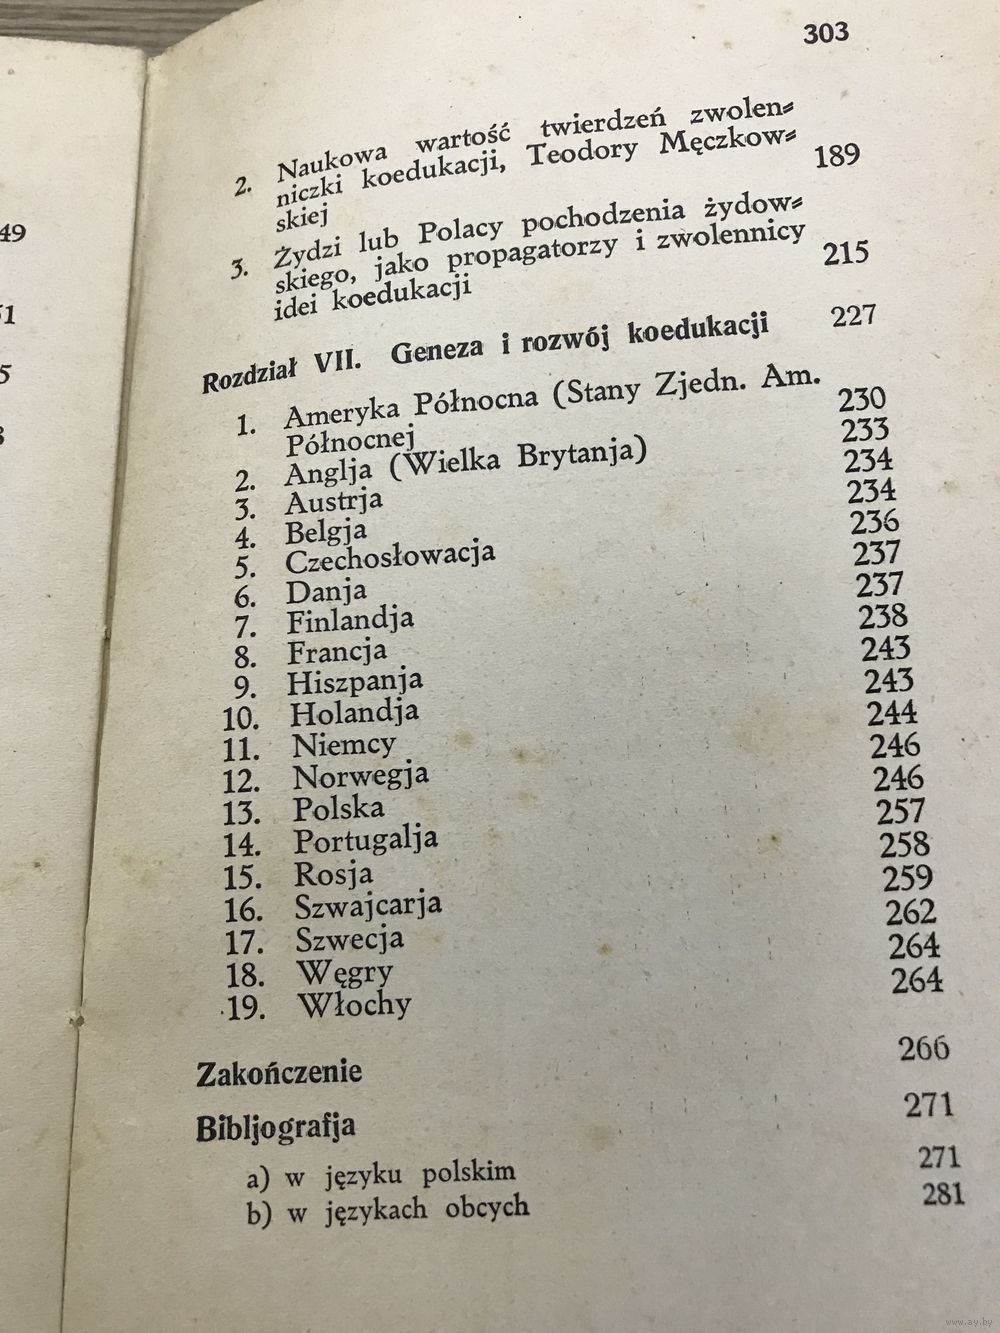 303
2. Naukowa wartość twierdzeń zwolen⸗
niczki koedukacji, Teodory Męczkow⸗
skiej 189
3. Żydzi lub Polacy pochodzenia żydow⸗
skiego, jako propagatorzy i zwolennicy
idei koedukacji 215
Rozdział VII. Geneza i rozwój koedukacji 227
1. Ameryka Północna (Stany Zjedn. Am.
Północnej 230
2. Anglja (Wielka Brytanja) 233
3. Austrja 234
4. Belgja 234
5. Czechosłowacja 236
6. Danja 237
7. Finlandja 237
8. Francja 238
9. Hiszpanja 243
10. Holandja 243
11. Niemcy 244
12. Norwegja 246
13. Polska 246
14. Portugalja 257
15. Rosja 258
16. Szwajcarja 259
17. Szwecja 262
18. Węgry 264
19. Włochy 264
Zakończenie 266
Bibljografja 271
a) w języku polskim 271
b) w językach obcych 281
49
51
5
www.ay.by